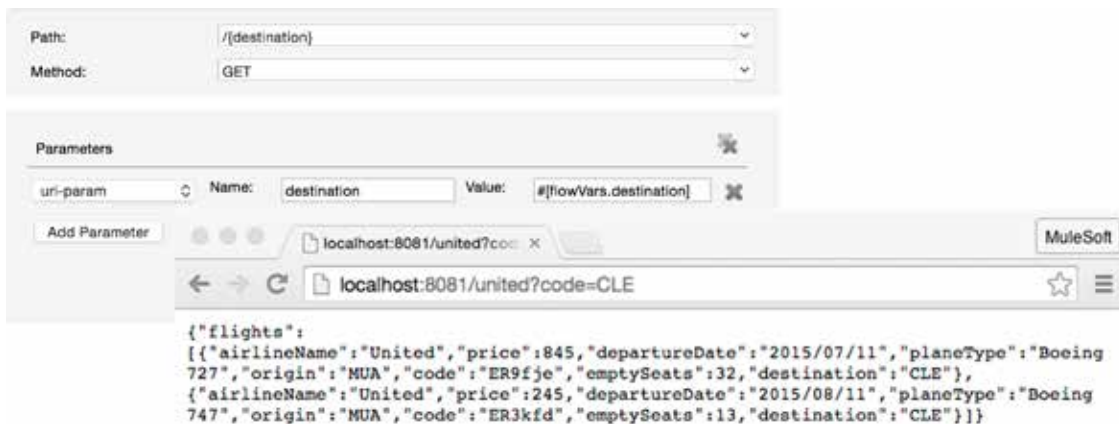 Path: /{destination}
Method: GET
Parameters
uri-param Name: destination Value: #[flowVars.destination]
Add Parameter
localhost:8081/united?coc
MuleSoft
localhost:8081/united?code=CLE
{"flights":
[{"airlineName":"United","price":845,"departureDate":"2015/07/11","planeType":"Boeing
727","origin":"MUA","code":"ER9fje","emptySeats":32,"destination":"CLE"},
{"airlineName":"United","price":245,"departureDate":"2015/08/11","planeType":"Boeing
747","origin":"MUA","code":"ER3kfd","emptySeats":13,"destination":"CLE"}]}